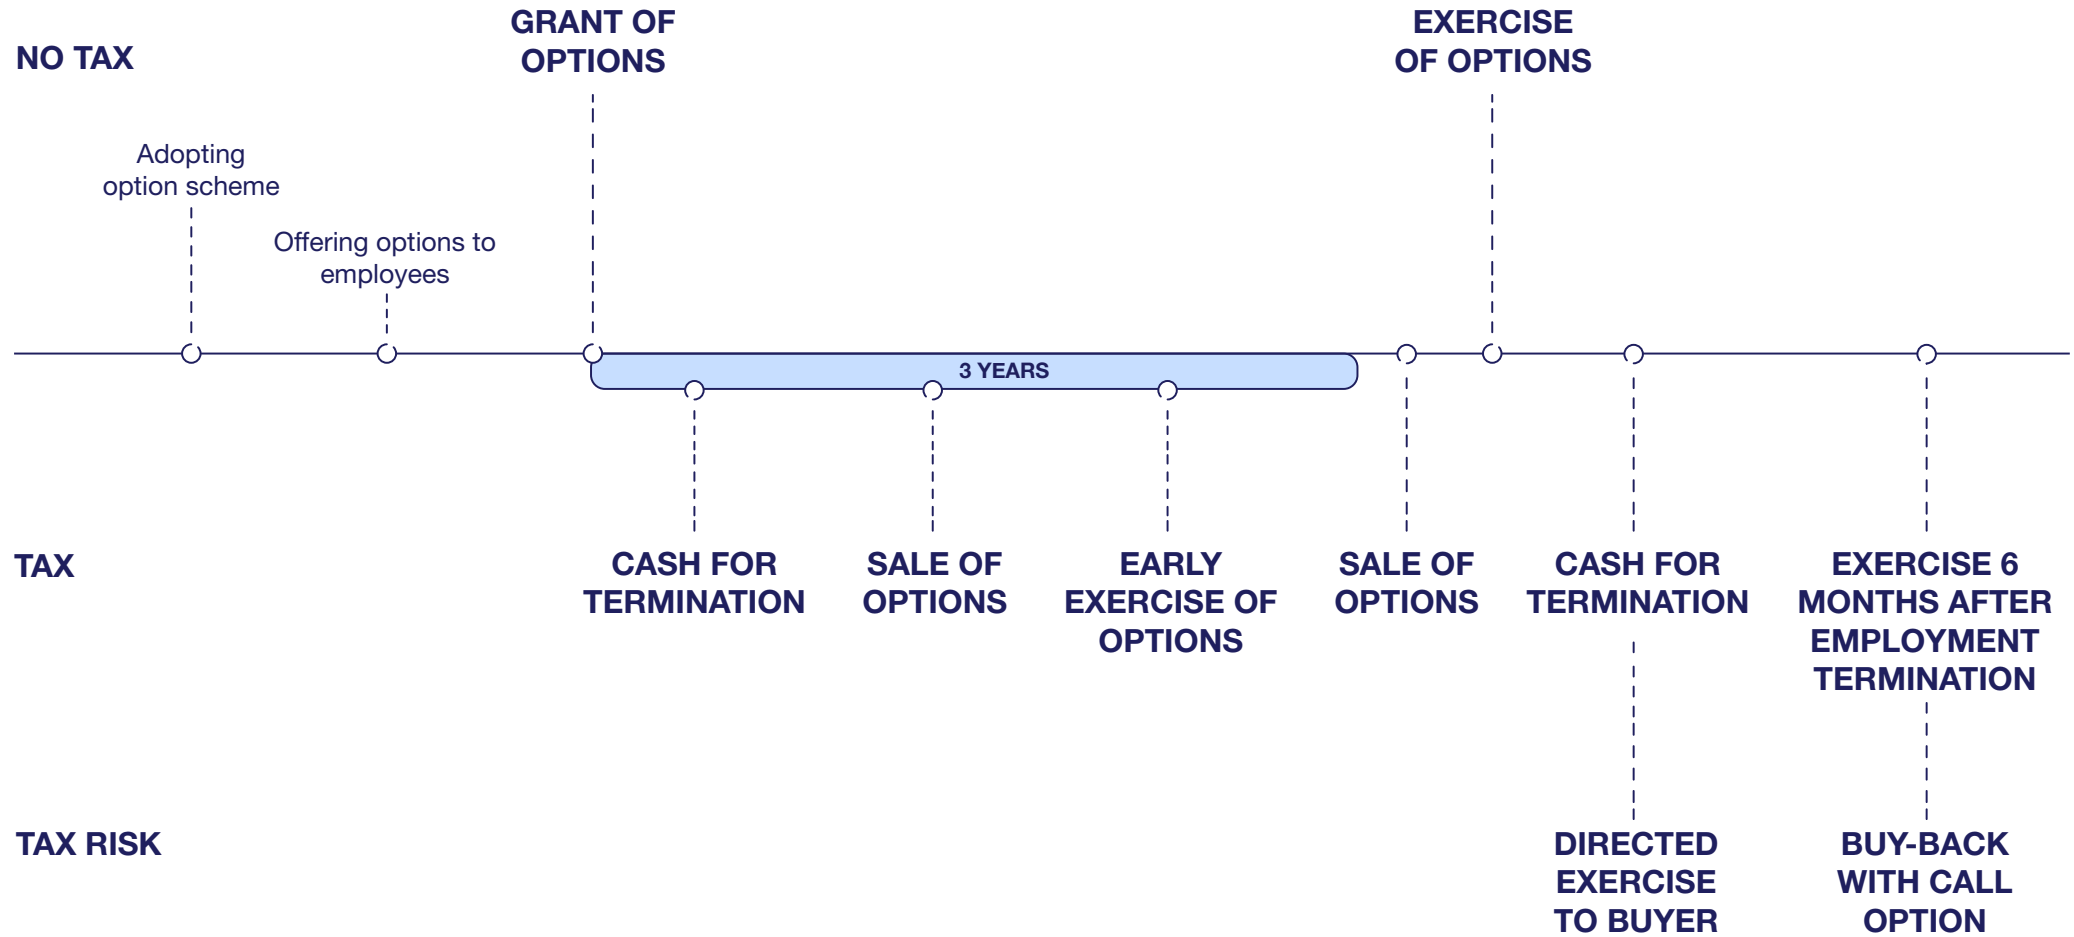 NO TAX
GRANT OF
OPTIONS
EXERCISE
OF OPTIONS
Adopting
option scheme
Offering options to
employees
3 YEARS
TAX
CASH FOR
TERMINATION
SALE OF
OPTIONS
EARLY
EXERCISE OF
OPTIONS
SALE OF
OPTIONS
CASH FOR
TERMINATION
EXERCISE 6
MONTHS AFTER
EMPLOYMENT
TERMINATION
TAX RISK
DIRECTED
EXERCISE
TO BUYER
BUY-BACK
WITH CALL
OPTION